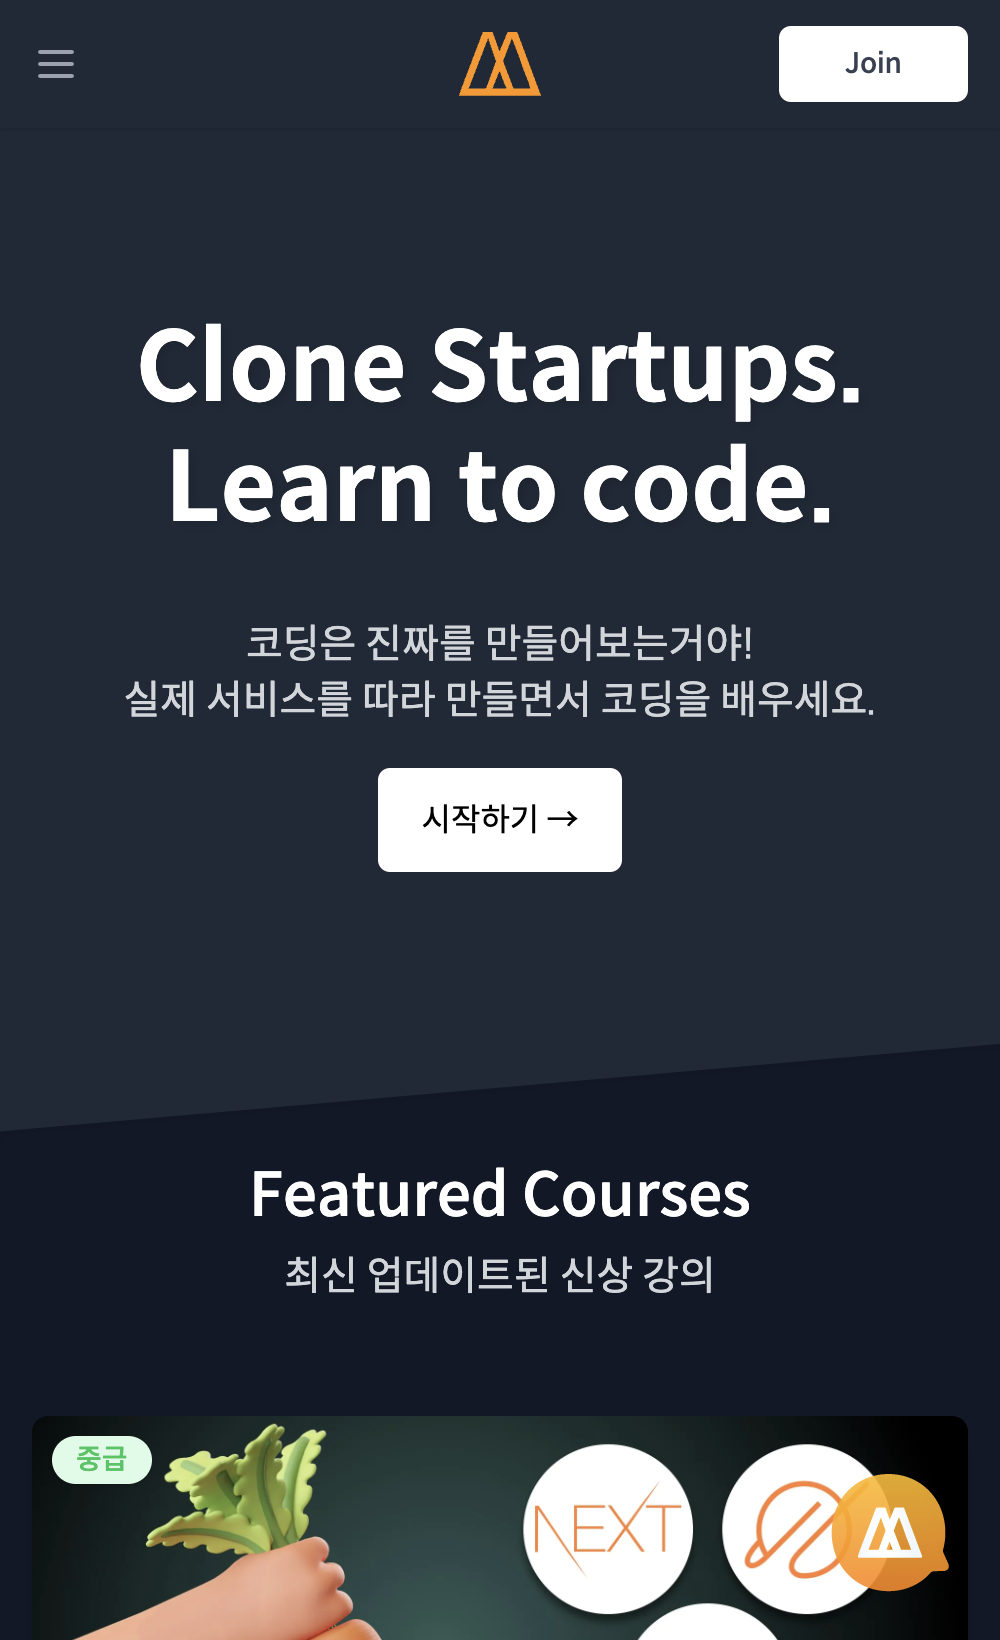 Join
Clone Startups.
Learn to code.
코딩은 진짜를 만들어보는거야!
실제 서비스를 따라 만들면서 코딩을 배우세요.
시작하기 →
Featured Courses
최신 업데이트된 신상 강의
중급
NEXT